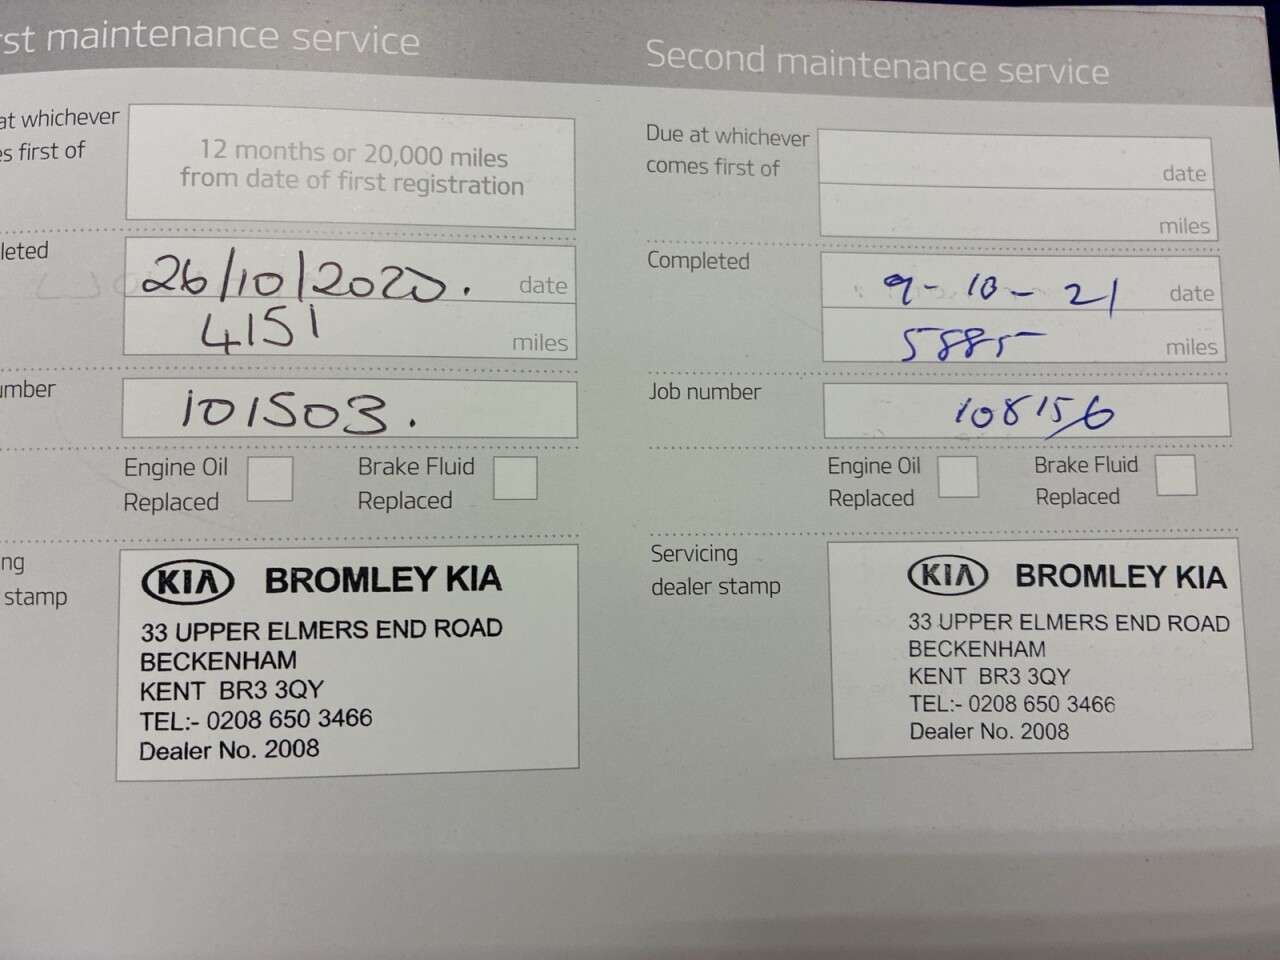 rst maintenance service
at whichever
es first of
12 months or 20,000 miles
from date of first registration
leted
26/10/2020.
date
4151
miles
umber
101503.
Engine Oil
Replaced
Brake Fluid
Replaced
ng
stamp
KIA BROMLEY KIA
33 UPPER ELMERS END ROAD
BECKENHAM
KENT BR3 3QY
TEL:- 0208 650 3466
Dealer No. 2008
Second maintenance service
Due at whichever
comes first of
date
miles
Completed
9-10-21
date
5885
miles
Job number
108156
Engine Oil
Replaced
Brake Fluid
Replaced
Servicing
dealer stamp
KIA BROMLEY KIA
33 UPPER ELMERS END ROAD
BECKENHAM
KENT BR3 3QY
TEL:- 0208 650 3466
Dealer No. 2008